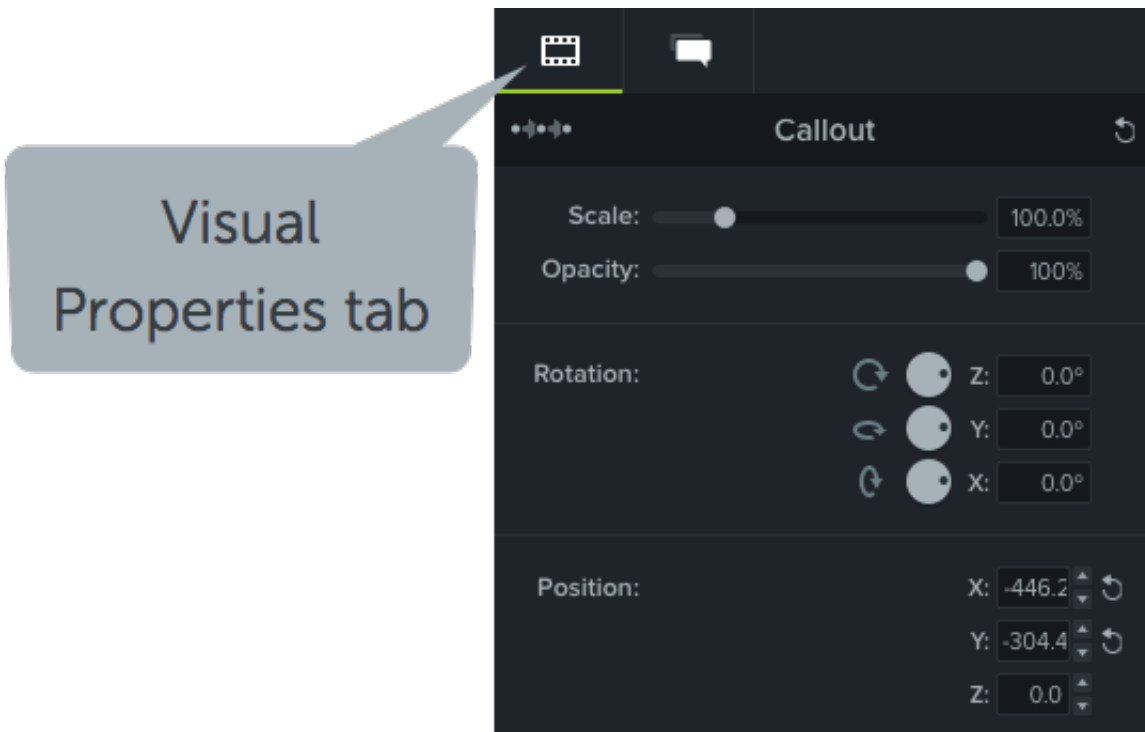 Visual
Properties tab
Callout
Scale: 100.0%
Opacity: 100%
Rotation: Z: 0.0°
Y: 0.0°
X: 0.0°
Position: X: -446.2
Y: -304.4
Z: 0.0